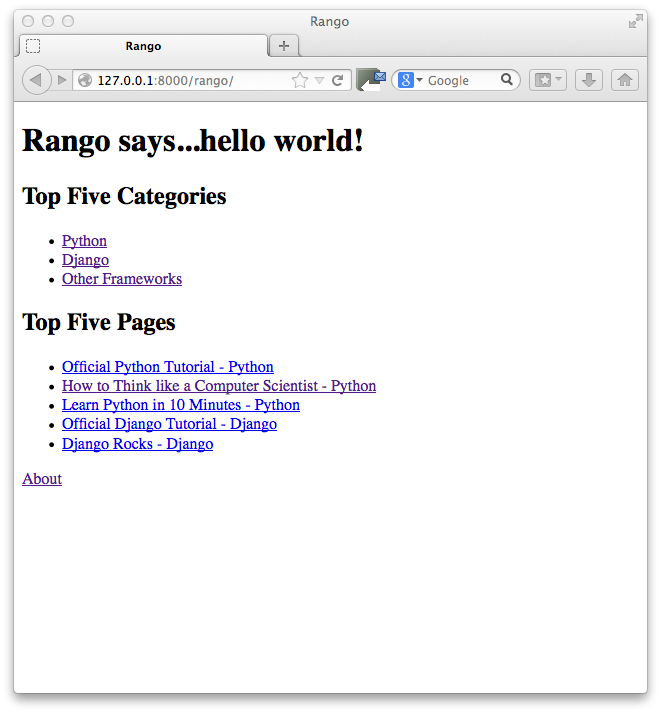 Rango
Rango
127.0.0.1:8000/rango/
8 Google
Rango says...hello world!
Top Five Categories
Python
Django
Other Frameworks
Top Five Pages
Official Python Tutorial - Python
How to Think like a Computer Scientist - Python
Learn Python in 10 Minutes - Python
Official Django Tutorial - Django
Django Rocks - Django
About